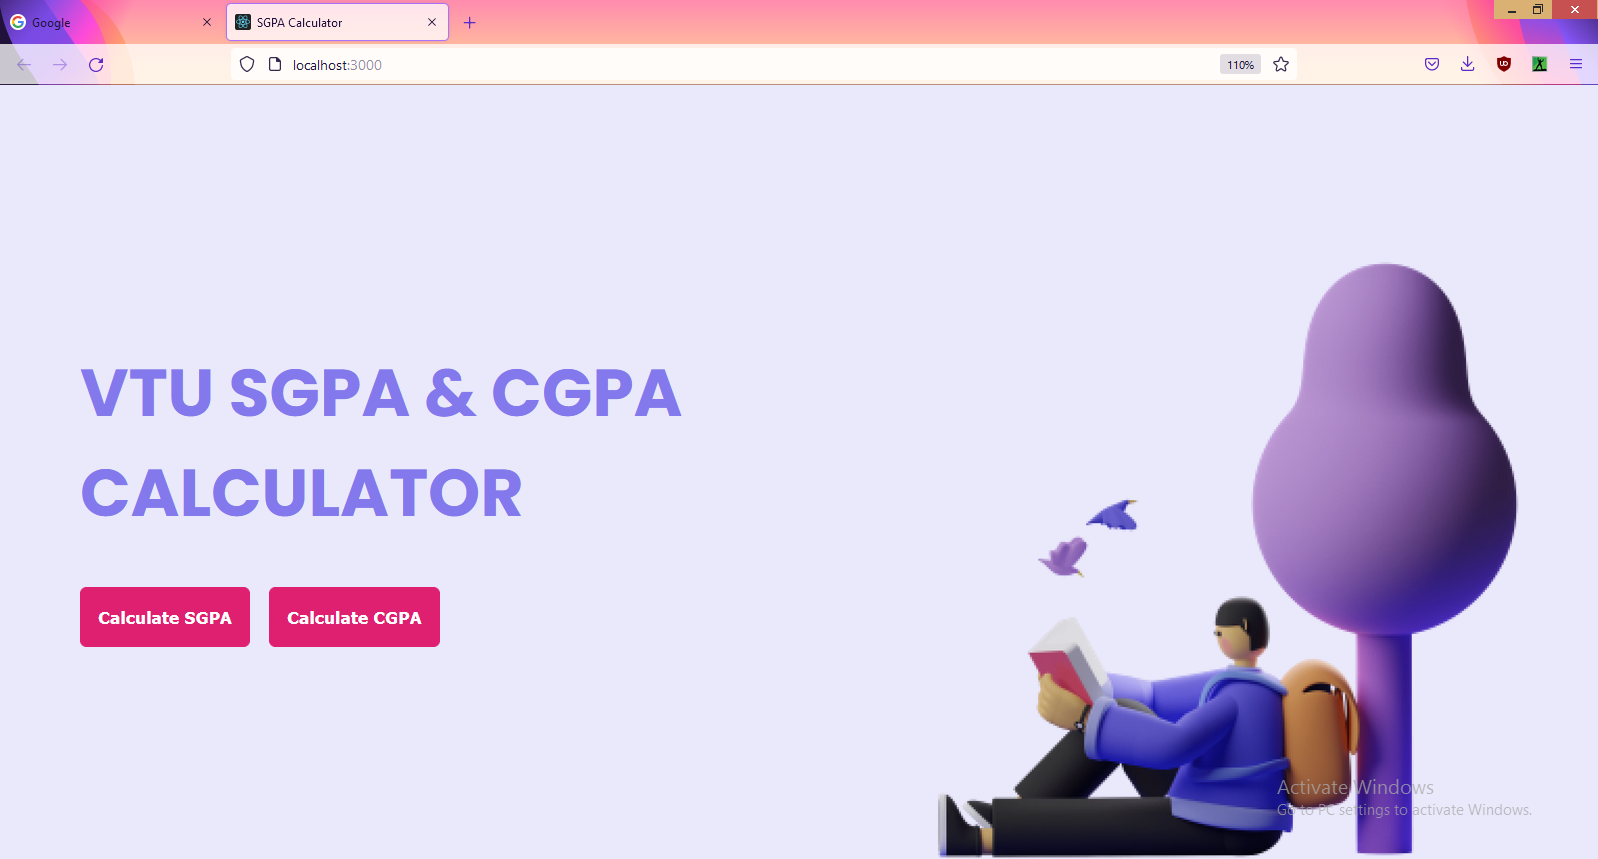 Google
SGPA Calculator
localhost:3000
110%
VTU SGPA & CGPA
CALCULATOR
Calculate SGPA
Calculate CGPA
Activate Windows
Go to PC settings to activate Windows.